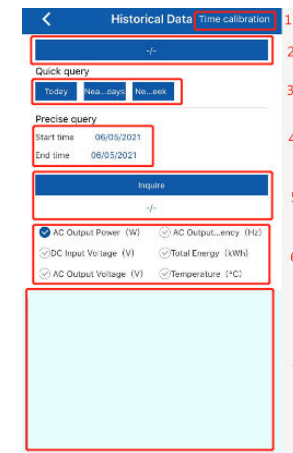 Historical Data Time calibration 1
-/- 2
Quick query
Today Nea...days Ne...eek 3
Precise query
Start time 06/05/2021 4
End time 06/05/2021
Inquire
-/-
AC Output Power (W) AC Output...ency (Hz)
DC Input Voltage (V) Total Energy (kWh) 6
AC Output Voltage (V) Temperature (°C)